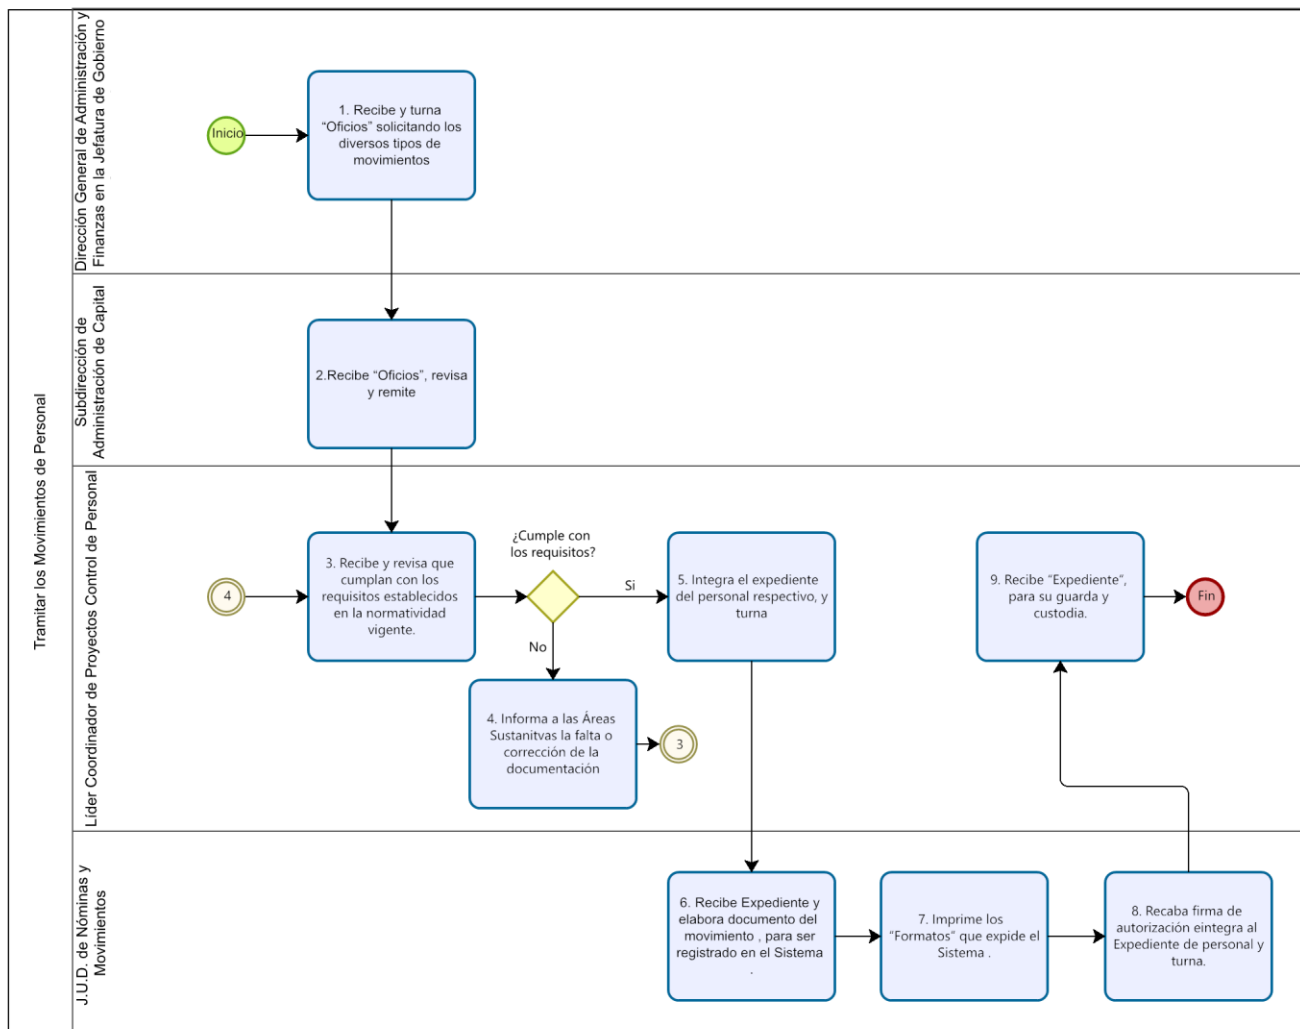 Tramitar los Movimientos de Personal
Dirección General de Administración y
Finanzas en la Jefatura de Gobierno
Inicio
1. Recibe y turna
“Oficios” solicitando los
diversos tipos de
movimientos
Subdirección de
Administración de Capital
2.Recibe “Oficios”, revisa
y remite
Líder Coordinador de Proyectos Control de Personal
4
3. Recibe y revisa que
cumplan con los
requisitos establecidos
en la normatividad
vigente.
¿Cumple con
los requisitos?
Si
No
4. Informa a las Áreas
Sustanitvas la falta o
corrección de la
documentación
3
5. Integra el expediente
del personal respectivo, y
turna
9. Recibe “Expediente”,
para su guarda y
custodia.
Fin
J.U.D. de Nóminas y
Movimientos
6. Recibe Expediente y
elabora documento del
movimiento , para ser
registrado en el Sistema
.
7. Imprime los
“Formatos” que expide el
Sistema .
8. Recaba firma de
autorización eintegra al
Expediente de personal y
turna.